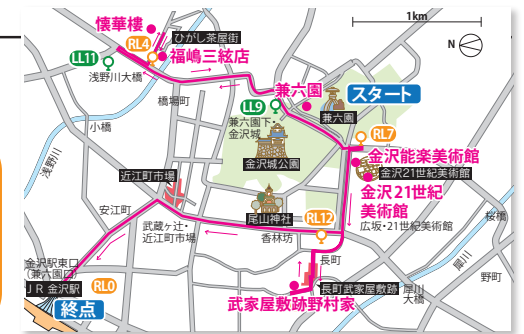 1km
N
懐華樓
ひがし茶屋街
RL4
LL11
福嶋三絃店
浅野川大橋
橋場町
小橋
浅野川
兼六園
スタート
LL9
兼六園下・
金沢城
兼六園
RL7
金沢城公園
金沢能楽美術館
金沢21世紀美術館
金沢21世紀
美術館
近江町市場
尾山神社
安江町
武蔵ヶ辻・
近江町市場
RL12
香林坊
広坂・21世紀美術館
桜橋
犀川
金沢駅東口
(兼六園口)
JR 金沢駅
RL0
終点
長町
長町武家屋敷跡
武家屋敷跡野村家
犀川
大橋
野町